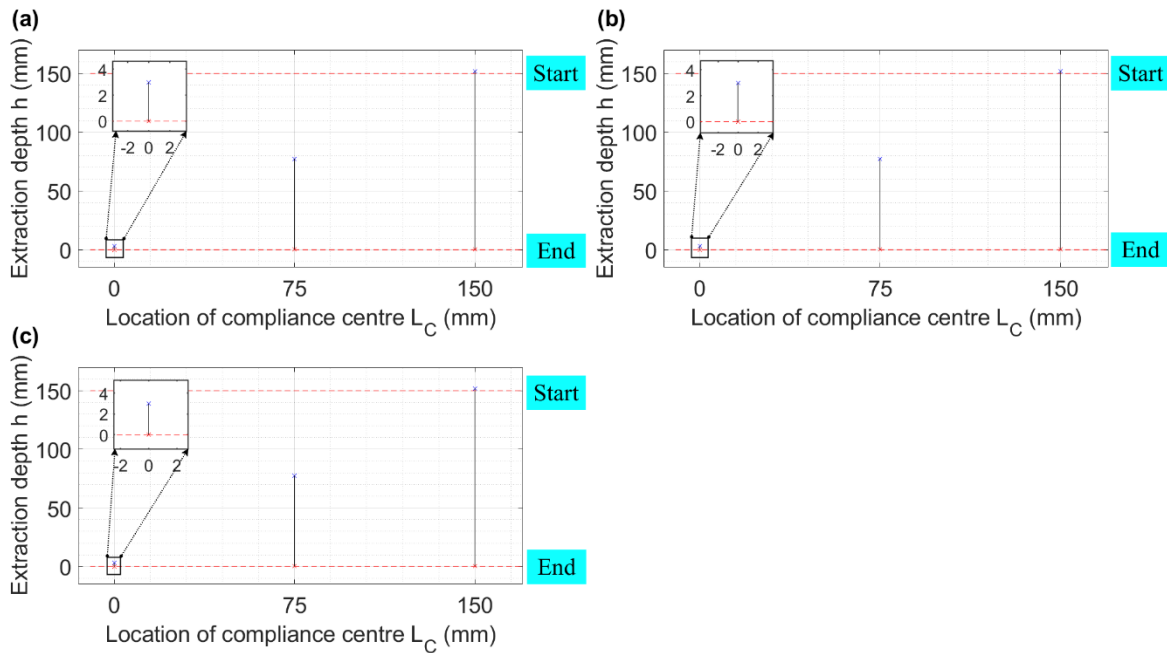 (a)
Extraction depth h (mm)
150
100
50
0
4
2
0
-2 0 2
Start
End
0 75 150
Location of compliance centre L_C (mm)
(b)
Extraction depth h (mm)
150
100
50
0
4
2
0
-2 0 2
Start
End
0 75 150
Location of compliance centre L_C (mm)
(c)
Extraction depth h (mm)
150
100
50
0
4
2
0
-2 0 2
Start
End
0 75 150
Location of compliance centre L_C (mm)